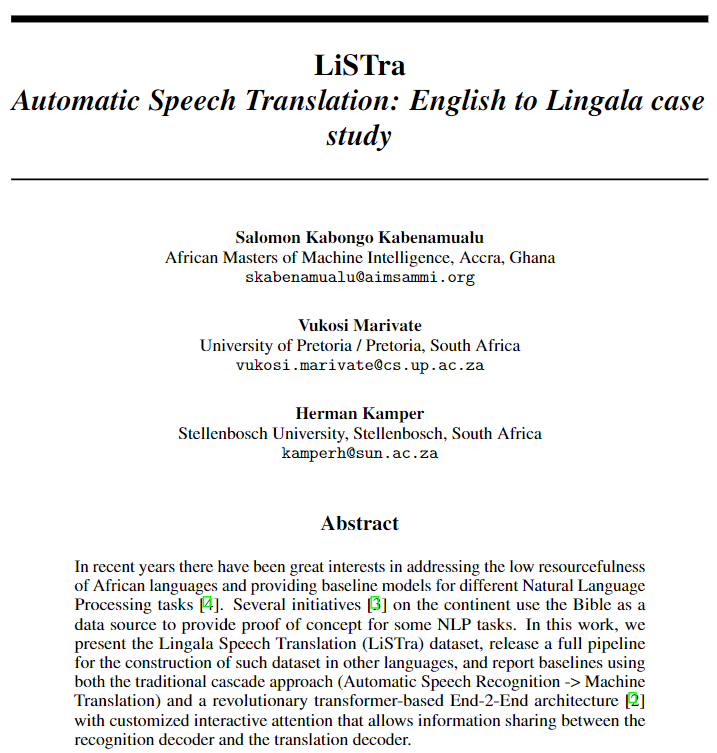 LiSTra
Automatic Speech Translation: English to Lingala case
study
Salomon Kabongo Kabenamualu
African Masters of Machine Intelligence, Accra, Ghana
skabenamualu@aimsammi.org
Vukosi Marivate
University of Pretoria / Pretoria, South Africa
vukosi.marivate@cs.up.ac.za
Herman Kamper
Stellenbosch University, Stellenbosch, South Africa
kamperh@sun.ac.za
Abstract
In recent years there have been great interests in addressing the low resourcefulness
of African languages and providing baseline models for different Natural Language
Processing tasks [4]. Several initiatives [3] on the continent use the Bible as a
data source to provide proof of concept for some NLP tasks. In this work, we
present the Lingala Speech Translation (LiSTra) dataset, release a full pipeline
for the construction of such dataset in other languages, and report baselines using
both the traditional cascade approach (Automatic Speech Recognition -> Machine
Translation) and a revolutionary transformer-based End-2-End architecture [2]
with customized interactive attention that allows information sharing between the
recognition decoder and the translation decoder.